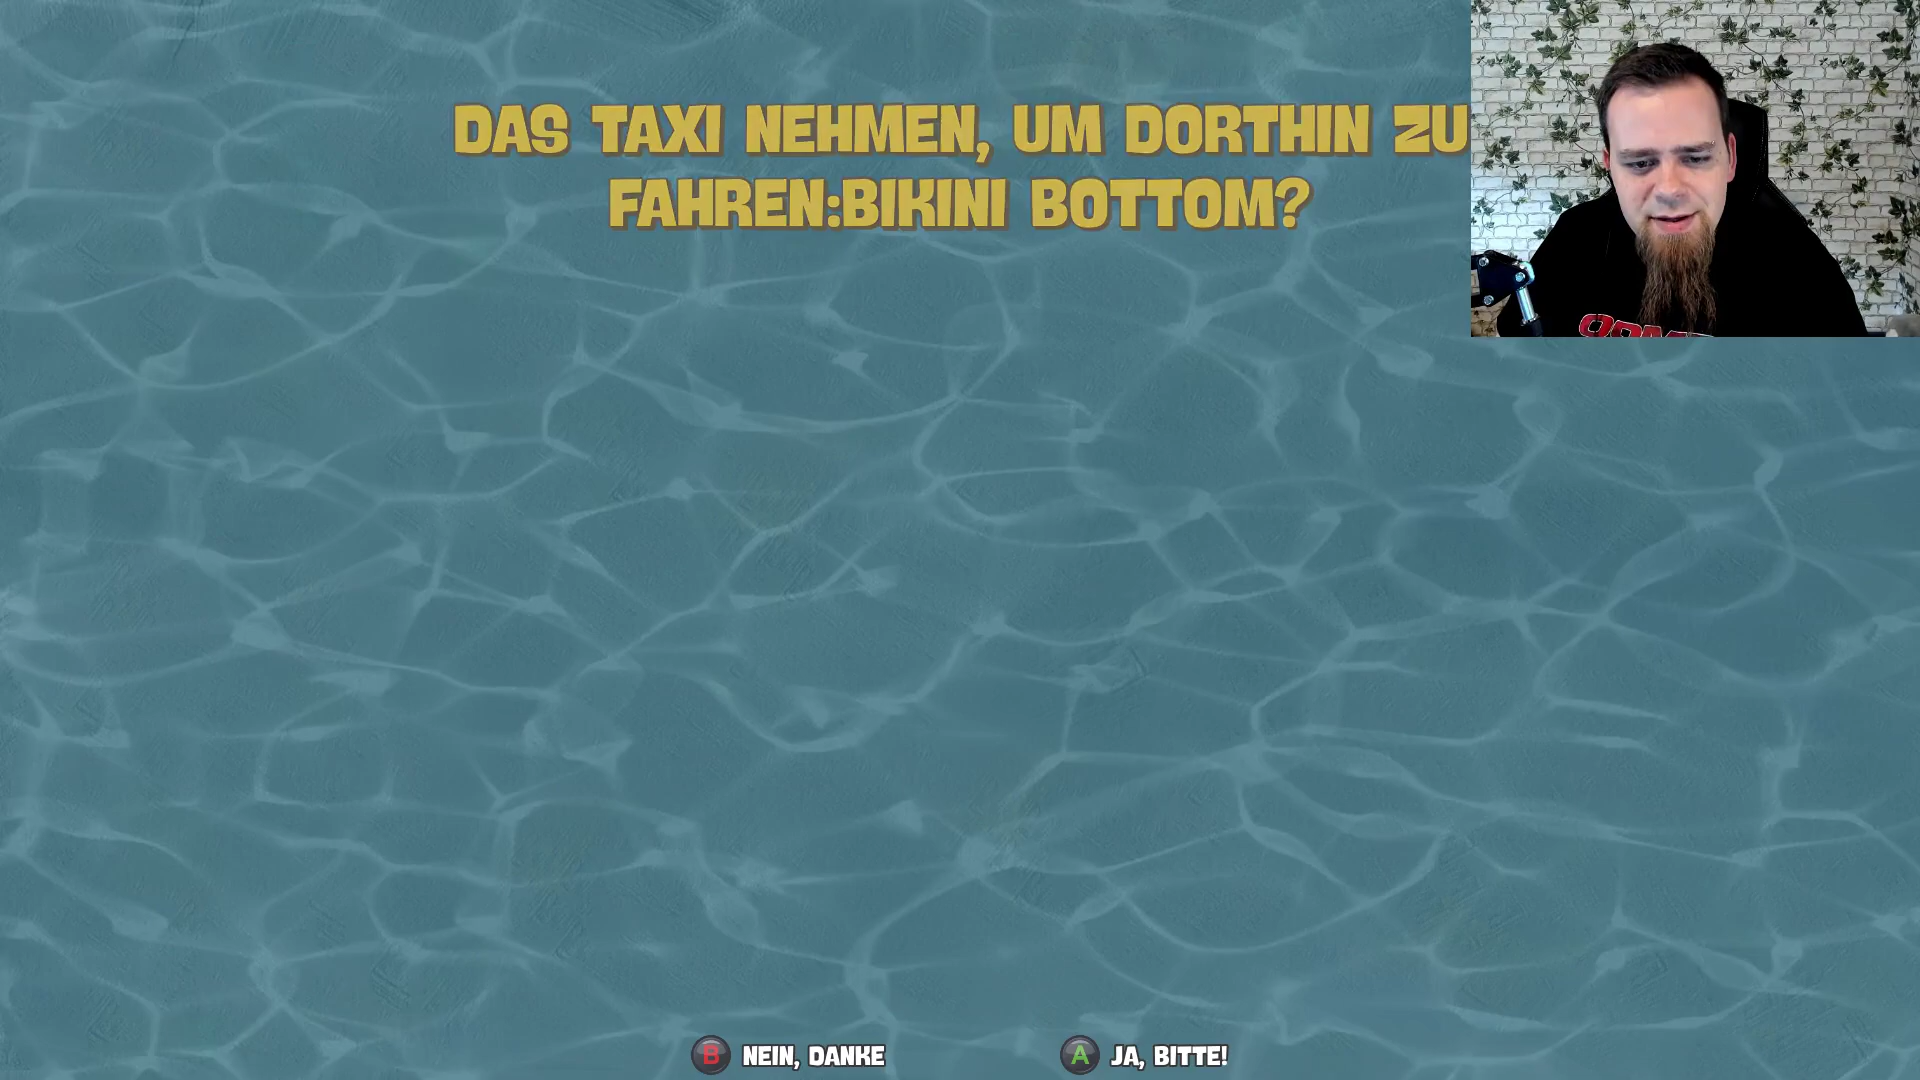 DAS TAXI NEHMEN, UM DORTHIN ZU
FAHREN:BIKINI BOTTOM?
B NEIN, DANKE
A JA, BITTE!